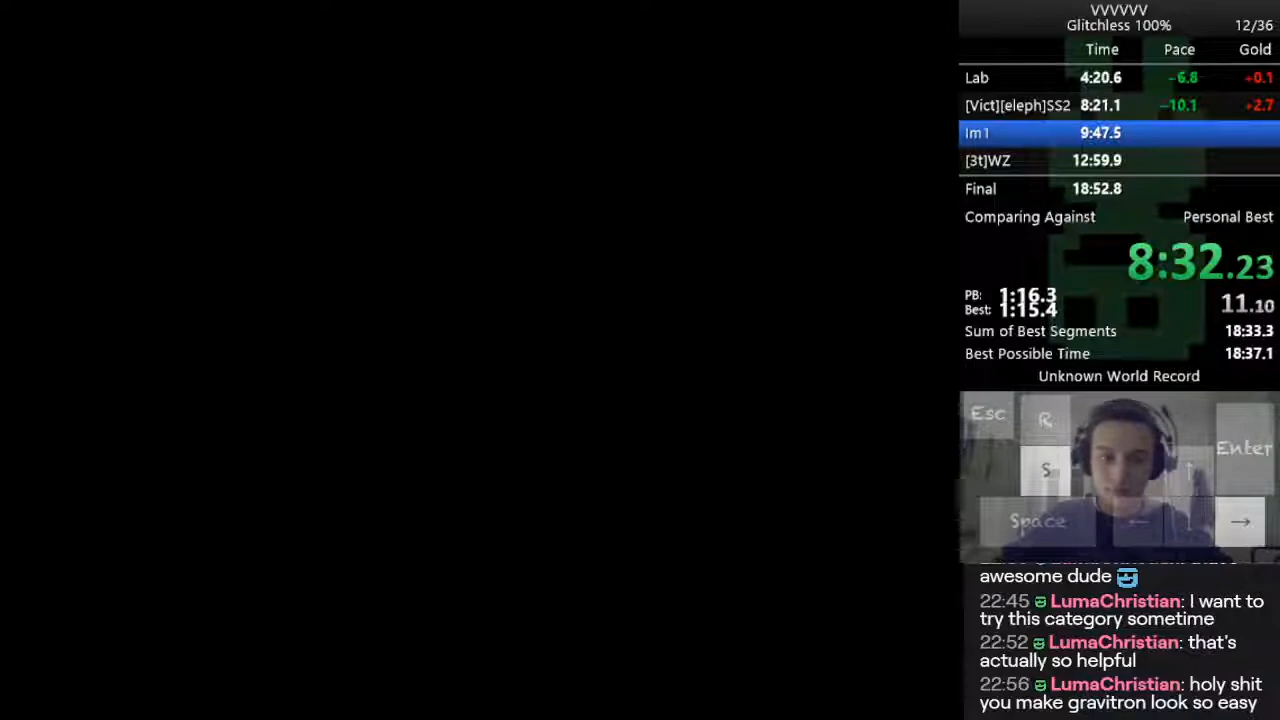 VVVVVV
Glitchless 100% 12/36
Time Pace Gold
Lab 4:20.6 −6.8 +0.1
[Vict][eleph]SS2 8:21.1 −10.1 +2.7
Im1 9:47.5
[3t]WZ 12:59.9
Final 18:52.8
Comparing Against Personal Best
8:32.23
PB: 1:16.3 11.10
Best: 1:15.4
Sum of Best Segments 18:33.3
Best Possible Time 18:37.1
Unknown World Record
Esc R Enter
S ↑
Space ← ↓ →
awesome dude
22:45 LumaChristian: I want to
try this category sometime
22:52 LumaChristian: that's
actually so helpful
22:56 LumaChristian: holy shit
you make gravitron look so easy